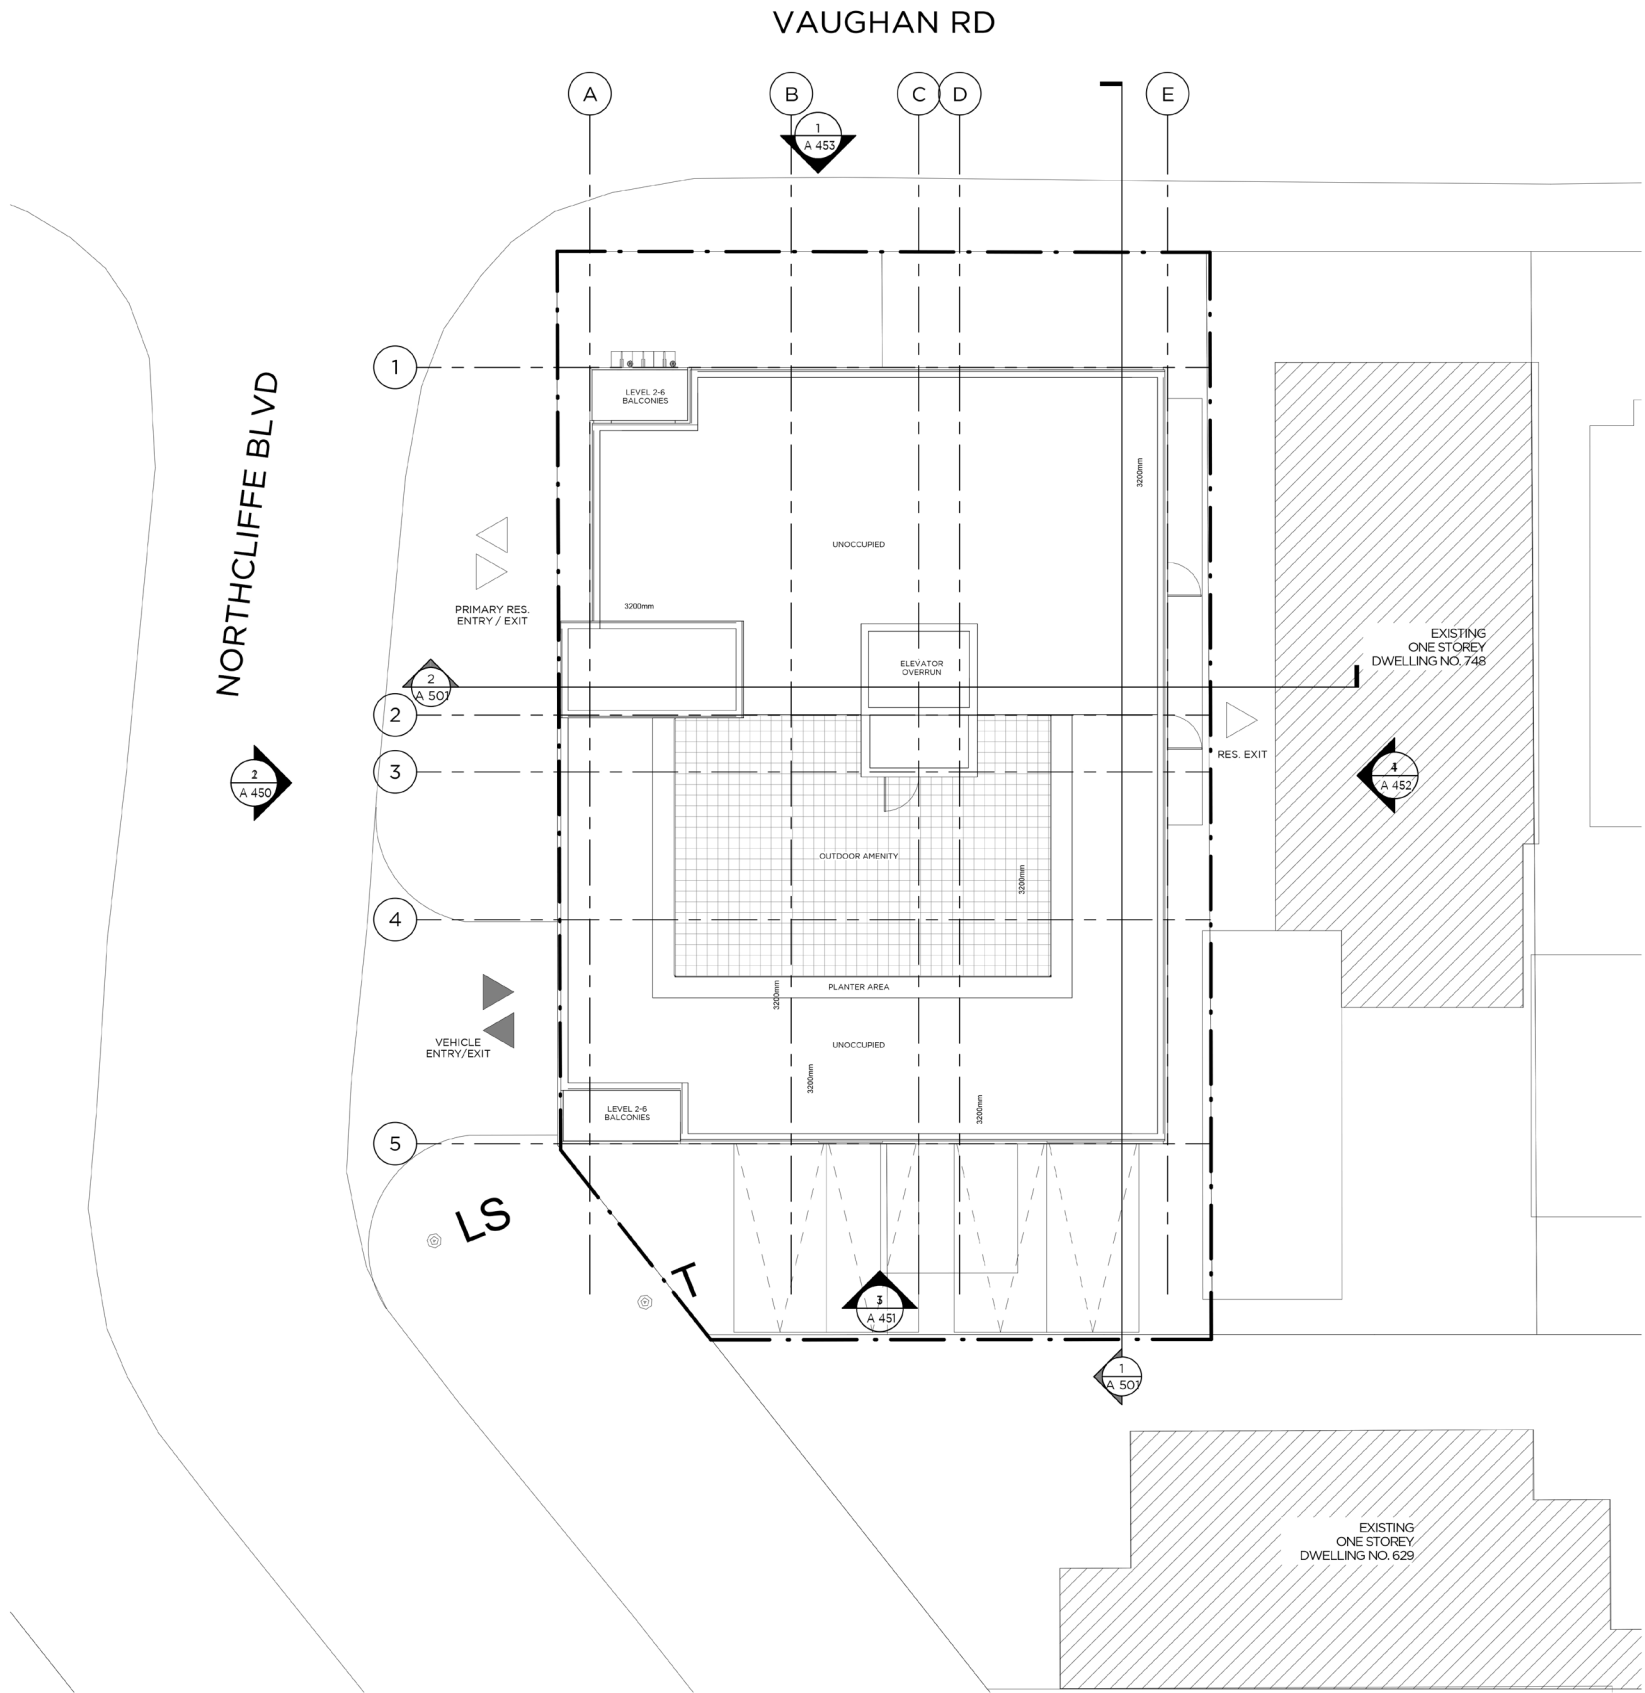 VAUGHAN RD
A
B
C
D
E
1
A 453
1
LEVEL 2-6
BALCONIES
NORTHCLIFFE BLVD
3200mm
UNOCCUPIED
PRIMARY RES.
ENTRY / EXIT
3200mm
EXISTING
ONE STOREY
DWELLING NO. 748
ELEVATOR
OVERRUN
2
A 501
2
RES. EXIT
3
A 450
A 452
OUTDOOR AMENITY
3200mm
4
PLANTER AREA
3200mm
VEHICLE
ENTRY/EXIT
UNOCCUPIED
3200mm
3200mm
LEVEL 2-6
BALCONIES
5
LS
T
A 451
1
A 501
EXISTING
ONE STOREY
DWELLING NO. 629